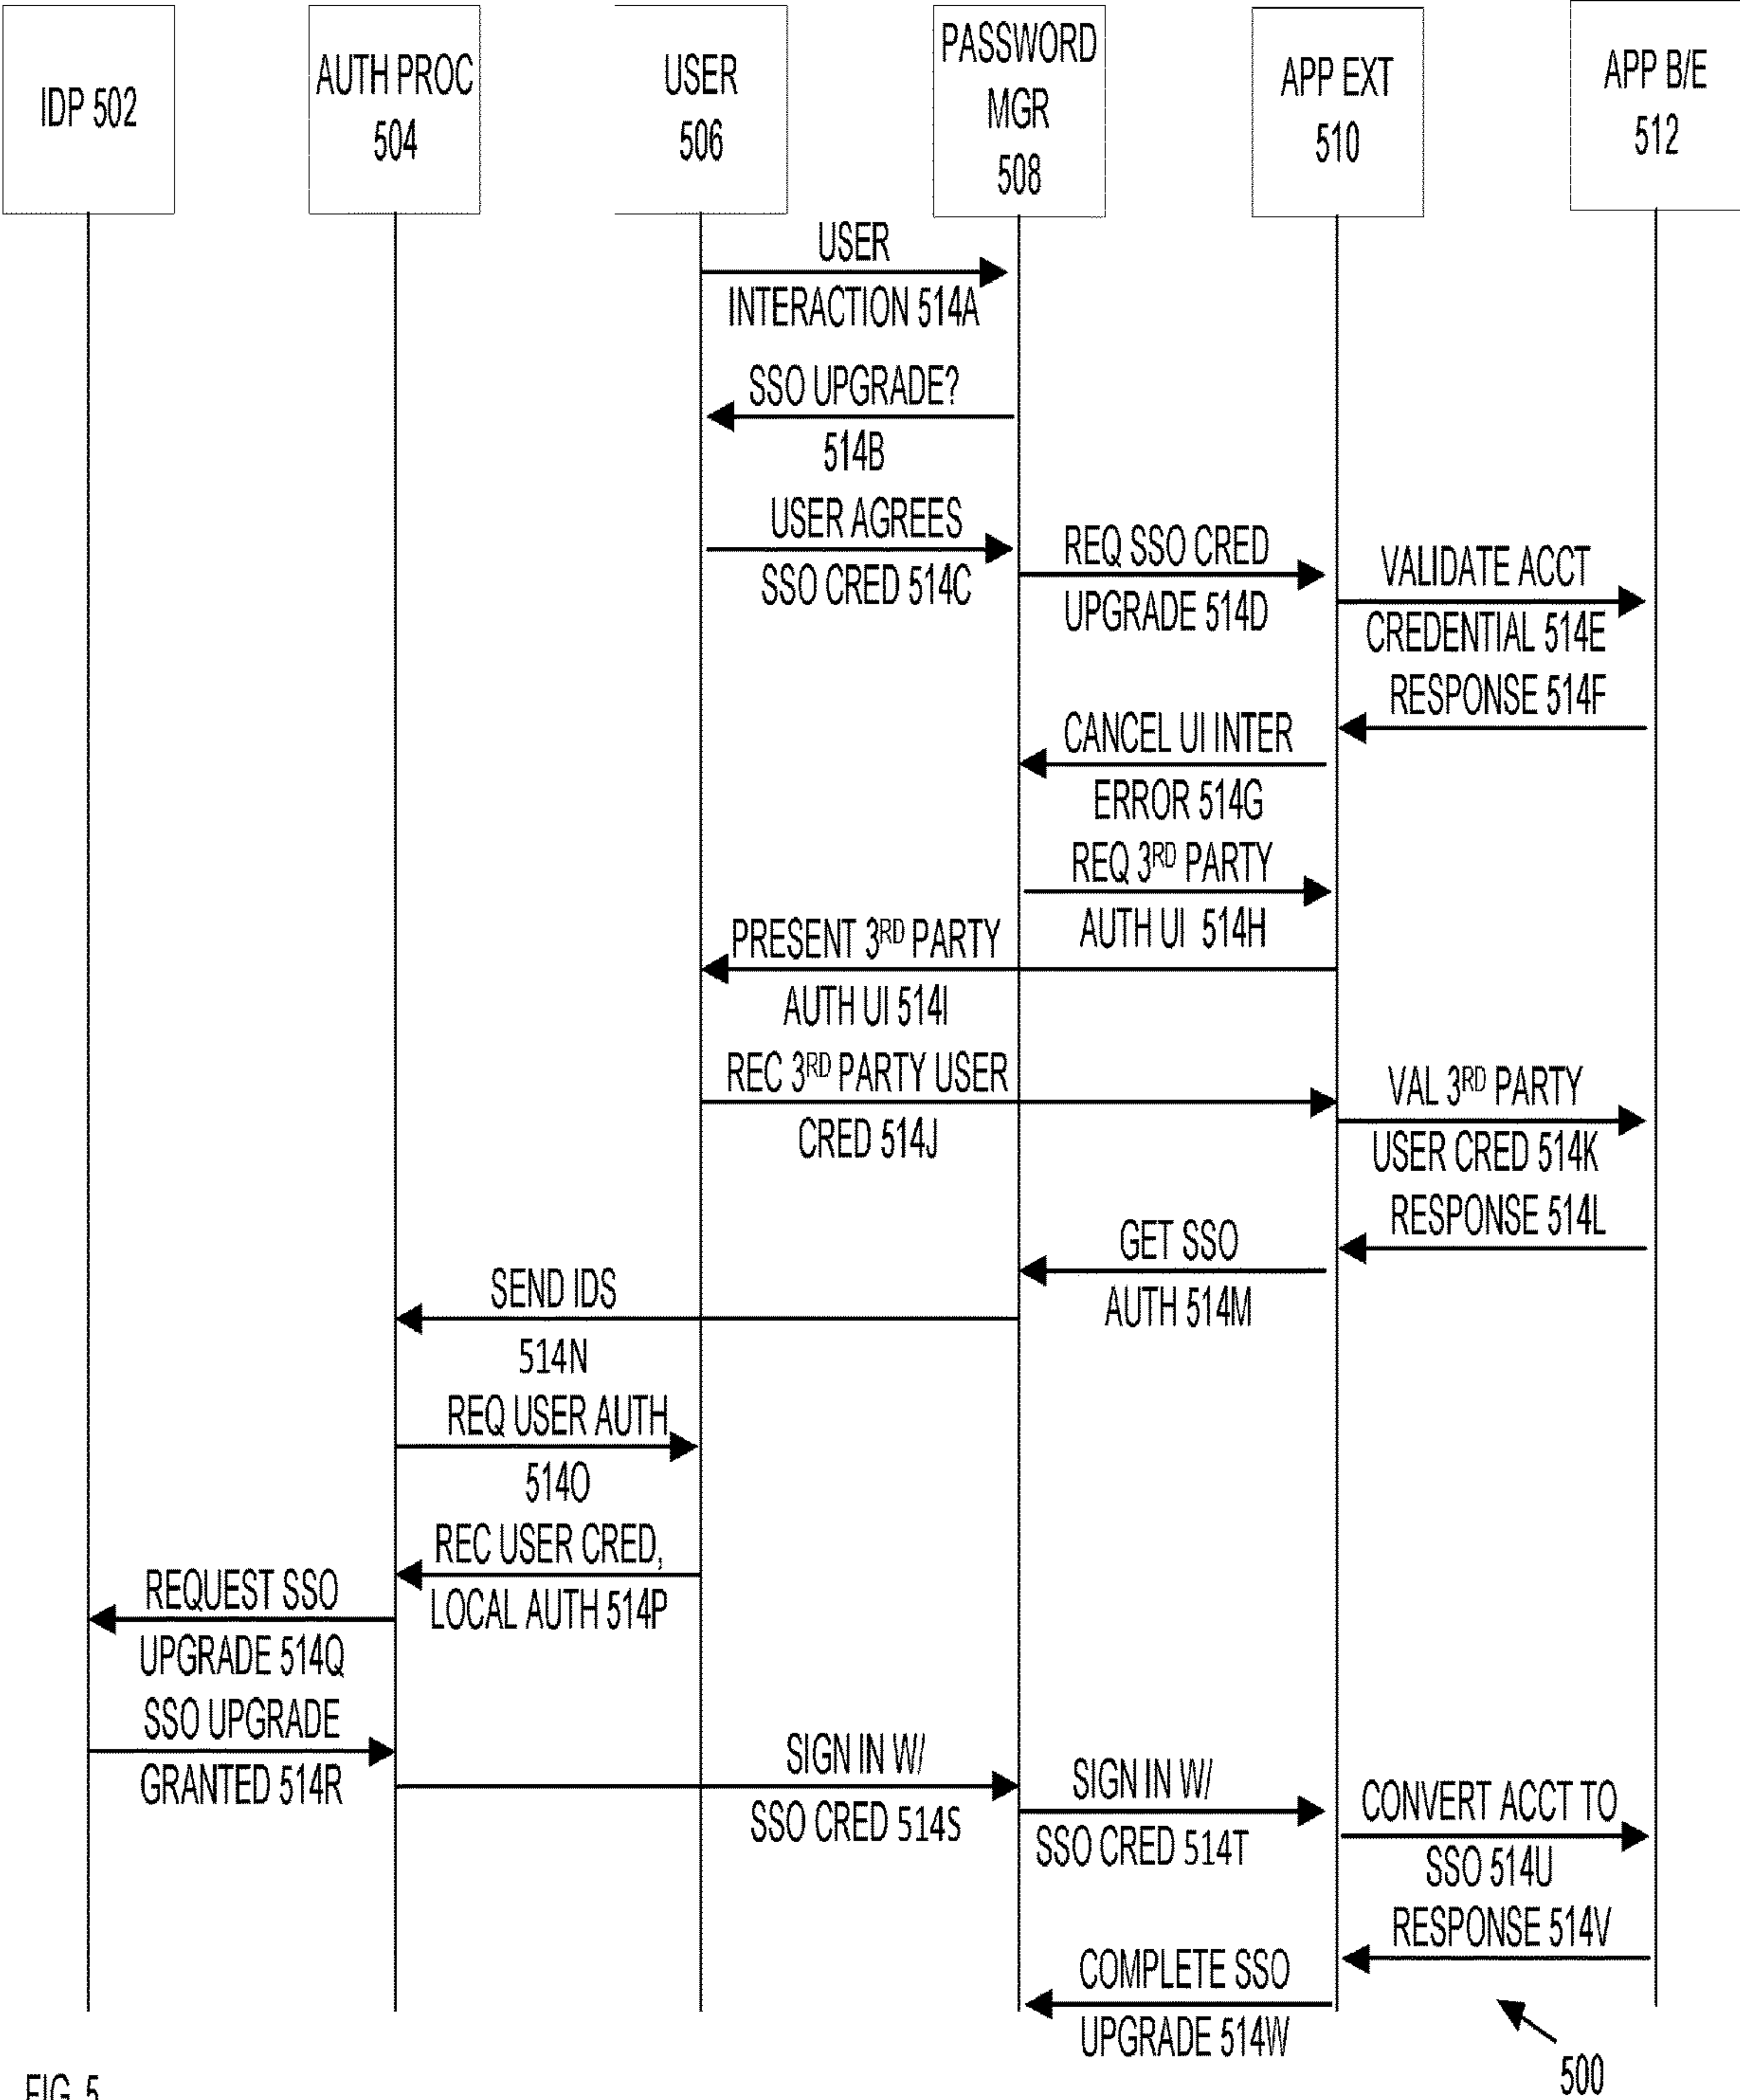 IDP 502
AUTH PROC
504
USER
506
PASSWORD
MGR
508
APP EXT
510
APP B/E
512
USER
INTERACTION 514A
SSO UPGRADE?
514B
USER AGREES
SSO CRED 514C
REQ SSO CRED
UPGRADE 514D
VALIDATE ACCT
CREDENTIAL 514E
RESPONSE 514F
CANCEL UI INTER
ERROR 514G
REQ 3RD PARTY
AUTH UI 514H
PRESENT 3RD PARTY
AUTH UI 514I
REC 3RD PARTY USER
CRED 514J
VAL 3RD PARTY
USER CRED 514K
RESPONSE 514L
GET SSO
AUTH 514M
SEND IDS
514N
REQ USER AUTH
514O
REC USER CRED,
LOCAL AUTH 514P
REQUEST SSO
UPGRADE 514Q
SSO UPGRADE
GRANTED 514R
SIGN IN W/
SSO CRED 514S
SIGN IN W/
SSO CRED 514T
CONVERT ACCT TO
SSO 514U
RESPONSE 514V
COMPLETE SSO
UPGRADE 514W
500
FIG. 5